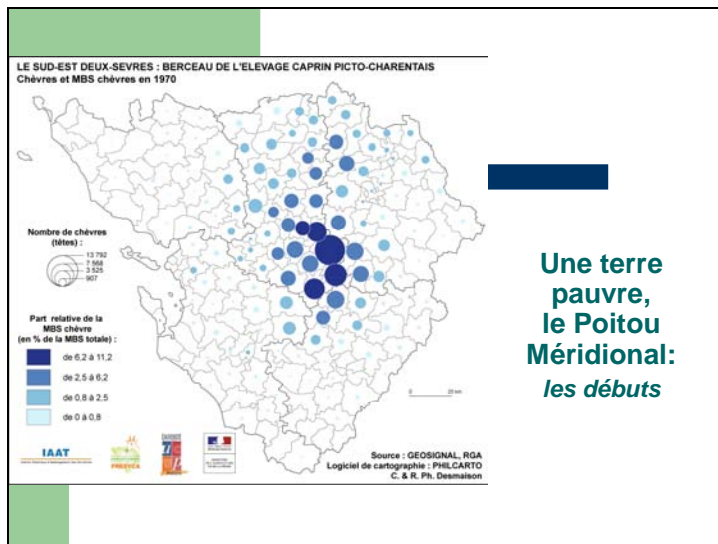 LE SUD-EST DEUX-SEVRES : BERCEAU DE L'ELEVAGE CAPRIN PICTO-CHARENTAIS
Chèvres et MBS chèvres en 1970
Nombre de chèvres
(têtes) :
13 792
7 568
3 525
907
Part relative de la
MBS chèvre
(en % de la MBS totale) :
de 6,2 à 11,2
de 2,5 à 6,2
de 0,8 à 2,5
de 0 à 0,8
0 20 km
IAAT
Source : GEOSIGNAL, RGA
Logiciel de cartographie : PHILCARTO
C. & R. Ph. Desmaison
Une terre
pauvre,
le Poitou
Méridional:
les débuts